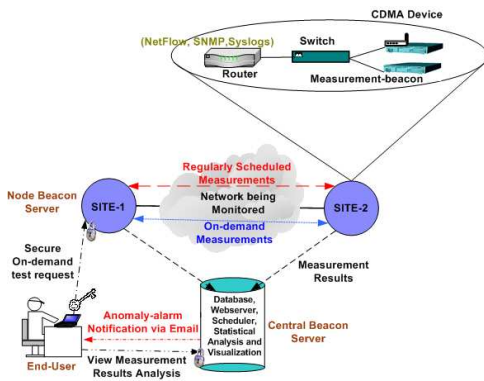 CDMA Device
(NetFlow, SNMP,Syslogs)
Switch
Router
Measurement-beacon
Regularly Scheduled
Measurements
Node Beacon
Server
SITE-1
Network being
Monitored
SITE-2
On-demand
Measurements
Secure
On-demand
test request
Measurement
Results
Database,
Webserver,
Scheduler,
Statistical
Analysis and
Visualization
Anomaly-alarm
Notification via Email
Central Beacon
Server
End-User
View Measurement
Results Analysis